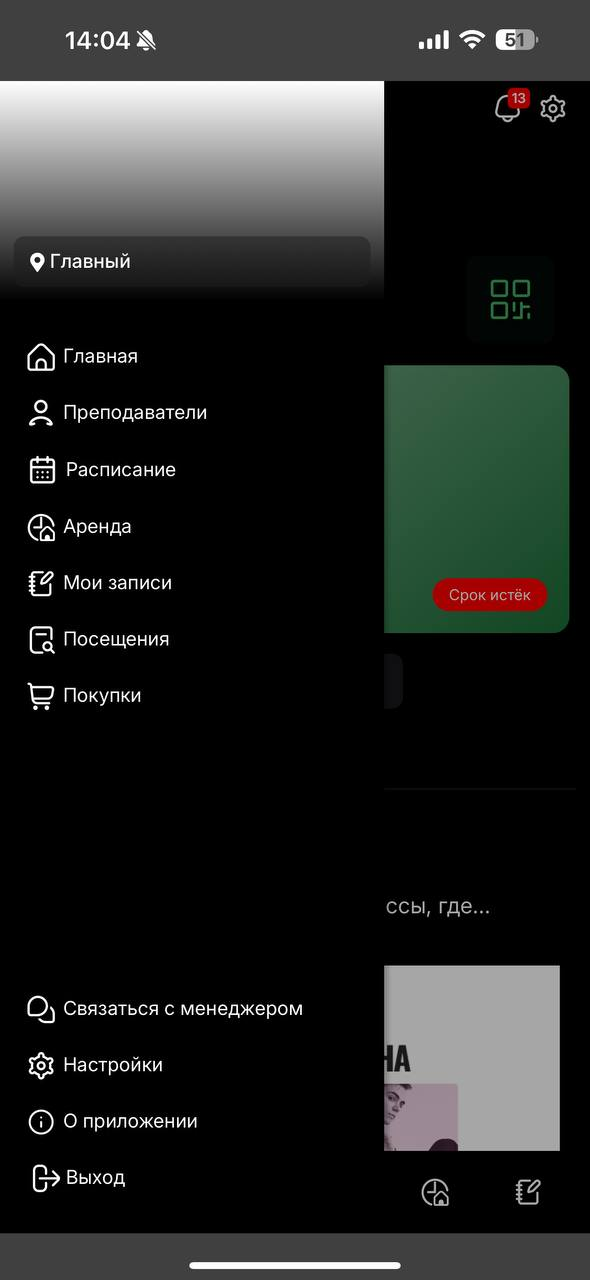 14:04
51
13
Главный
Главная
Преподаватели
Расписание
Аренда
Срок истёк
Мои записи
Посещения
Покупки
ссы, где...
Связаться с менеджером
НА
Настройки
О приложении
Выход